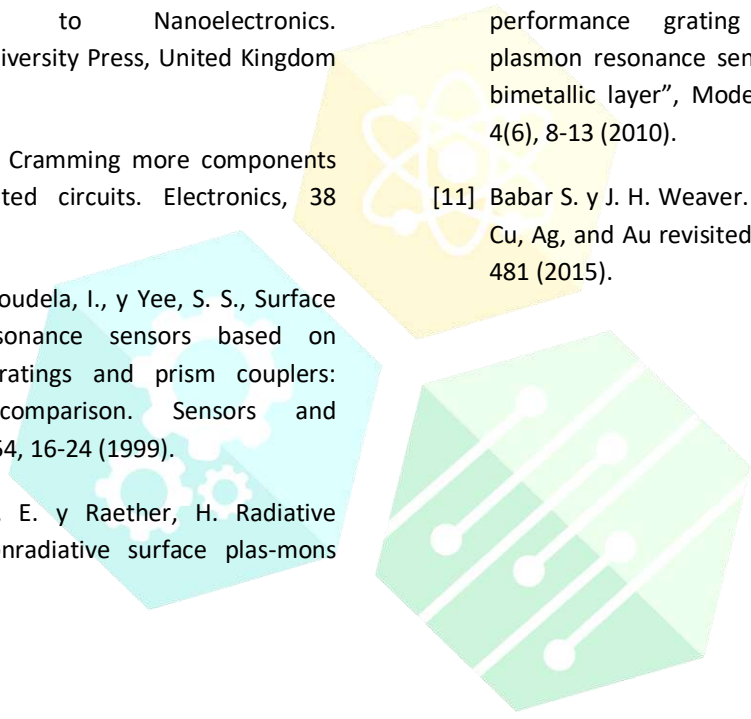 to Nanoelectronics.
iversity Press, United Kingdom
Cramming more components
ted circuits. Electronics, 38
oudela, I., y Yee, S. S., Surface
sonance sensors based on
ratings and prism couplers:
comparison. Sensors and
54, 16-24 (1999).
. E. y Raether, H. Radiative
onradiative surface plas-mons
performance grating
plasmon resonance sen
bimetallic layer”, Mode
4(6), 8-13 (2010).
[11] Babar S. y J. H. Weaver.
Cu, Ag, and Au revisited
481 (2015).